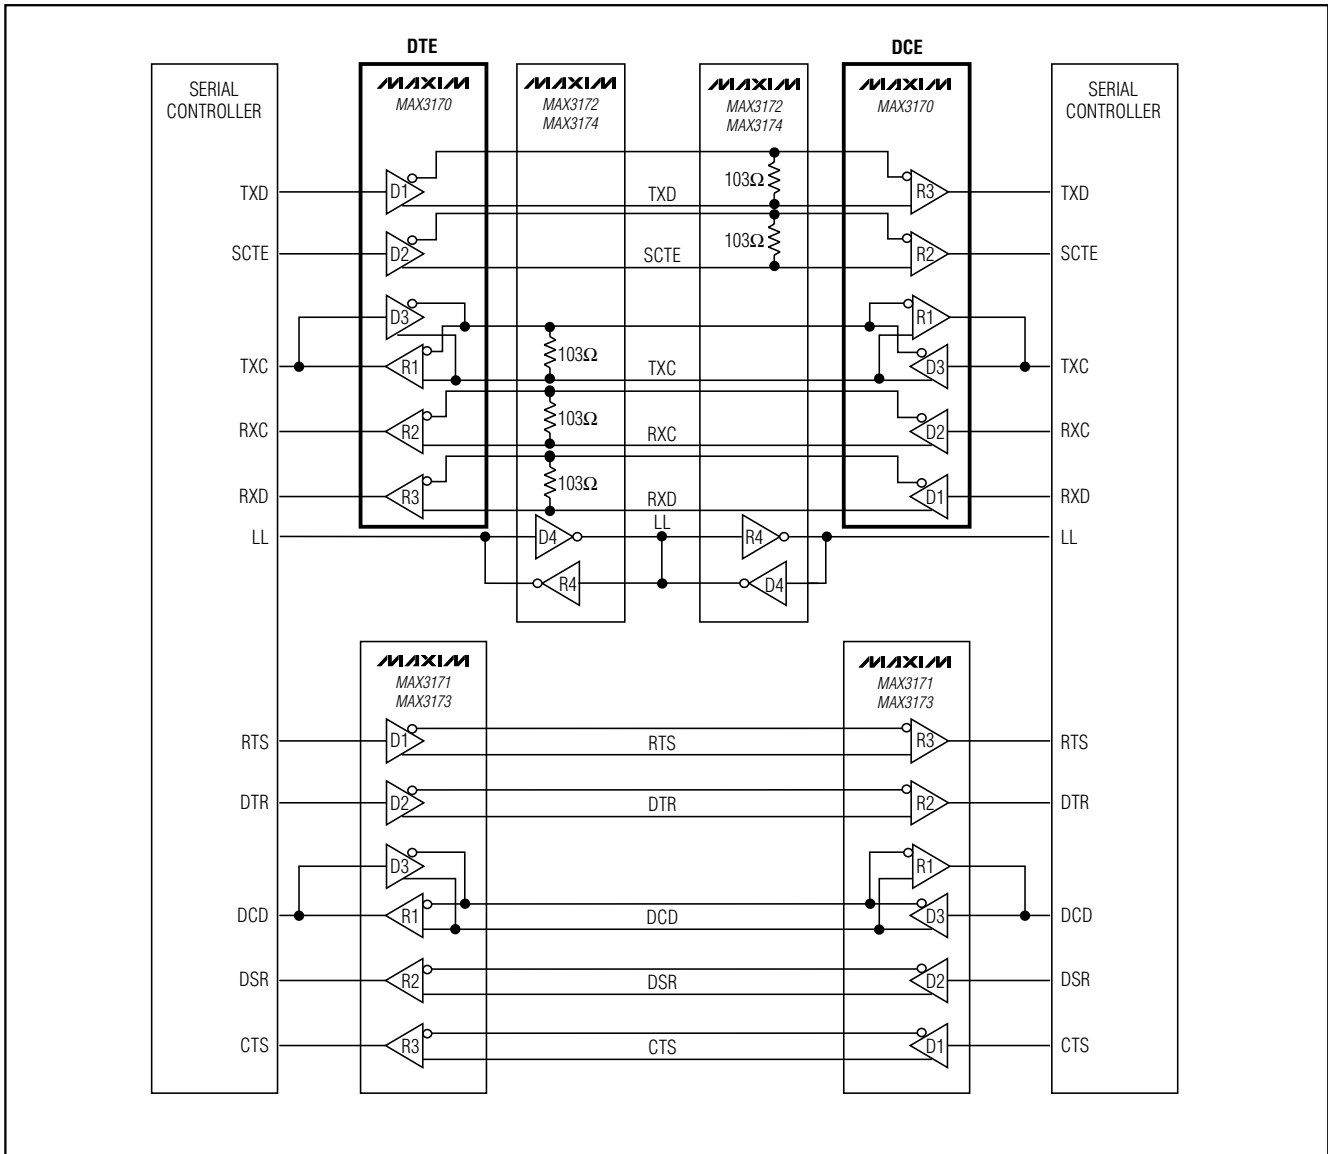 DTE
DCE
SERIAL
CONTROLLER
MAXIM
MAX3170
MAXIM
MAX3172
MAX3174
MAXIM
MAX3172
MAX3174
MAXIM
MAX3170
SERIAL
CONTROLLER
TXD
D1
TXD
103Ω
R3
TXD
SCTE
D2
SCTE
103Ω
R2
SCTE
D3
R1
TXC
R1
103Ω
TXC
D3
TXC
RXC
R2
103Ω
RXC
D2
RXC
RXD
R3
103Ω
RXD
D1
RXD
LL
D4
LL
R4
LL
R4
D4
MAXIM
MAX3171
MAX3173
MAXIM
MAX3171
MAX3173
RTS
D1
RTS
R3
RTS
DTR
D2
DTR
R2
DTR
D3
R1
DCD
R1
DCD
D3
DCD
DSR
R2
DSR
D2
DSR
CTS
R3
CTS
D1
CTS